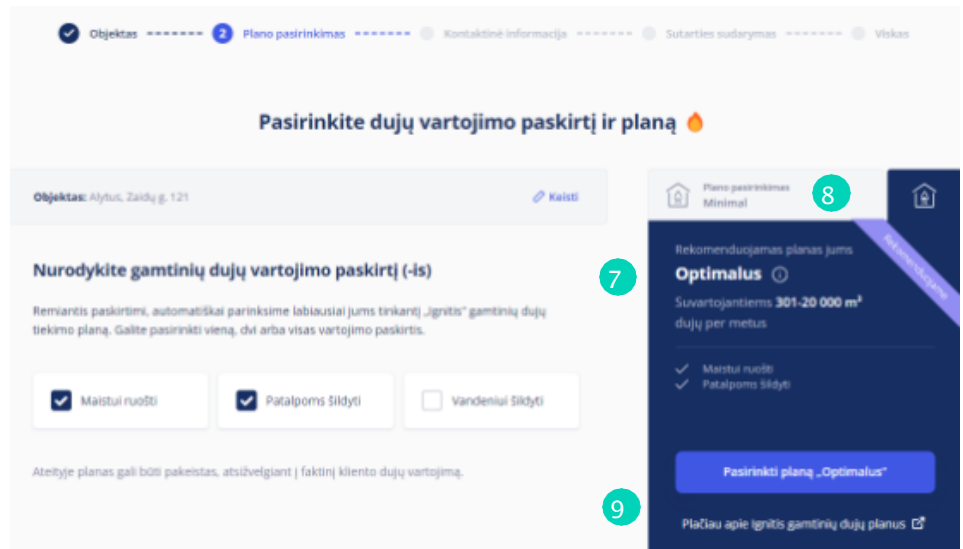 Objektas 2 Plano pasirinkimas Kontaktinė informacija Sutarties sudarymas Viskas
Pasirinkite dujų vartojimo paskirtį ir planą
Objektas: Alytus, Zaidų g. 121
Keisti
Nurodykite gamtinių dujų vartojimo paskirtį (-is)
Remiantis paskirtimi, automatiškai parinksime labiausiai jums tinkantį „Ignitis“ gamtinių dujų
tiekimo planą. Galite pasirinkti vieną, dvi arba visas vartojimo paskirtis.
Maistui ruošti
Patalpoms šildyti
Vandeniui šildyti
Ateityje planas gali būti pakeistas, atsižvelgiant į faktinį kliento dujų vartojimą.
Plano pasirinkimas
Minimal
8
Rekomenduojame
7
Rekomenduojamas planas jums
Optimalus
Suvartojantiems 301-20 000 m³
dujų per metus
Maistui ruošti
Patalpoms šildyti
Pasirinkti planą „Optimalus“
9
Plačiau apie Ignitis gamtinių dujų planus